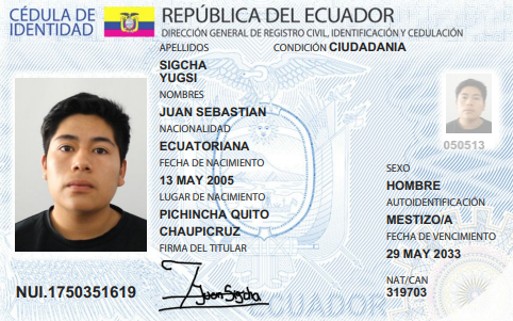 CÉDULA DE
IDENTIDAD
REPÚBLICA DEL ECUADOR
DIRECCIÓN GENERAL DE REGISTRO CIVIL, IDENTIFICACIÓN Y CEDULACIÓN
APELLIDOS
CONDICIÓN CIUDADANIA
SIGCHA
YUGSI
NOMBRES
JUAN SEBASTIAN
NACIONALIDAD
ECUATORIANA
FECHA DE NACIMIENTO
13 MAY 2005
LUGAR DE NACIMIENTO
PICHINCHA QUITO
CHAUPICRUZ
FIRMA DEL TITULAR
Juan Sigcha
050513
SEXO
HOMBRE
AUTOIDENTIFICACIÓN
MESTIZO/A
FECHA DE VENCIMIENTO
29 MAY 2033
NAT/CAN
319703
NUI.1750351619
ECUADOR